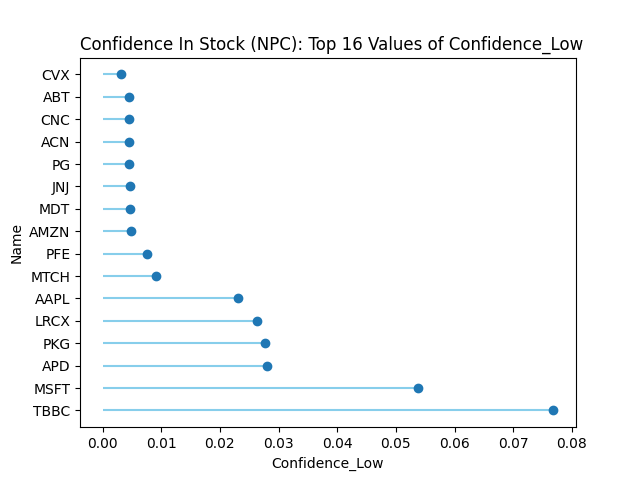 Confidence In Stock (NPC): Top 16 Values of Confidence_Low
CVX
ABT
CNC
ACN
PG
JNJ
MDT
AMZN
PFE
MTCH
AAPL
LRCX
PKG
APD
MSFT
TBBC
Name
0.00 0.01 0.02 0.03 0.04 0.05 0.06 0.07 0.08
Confidence_Low